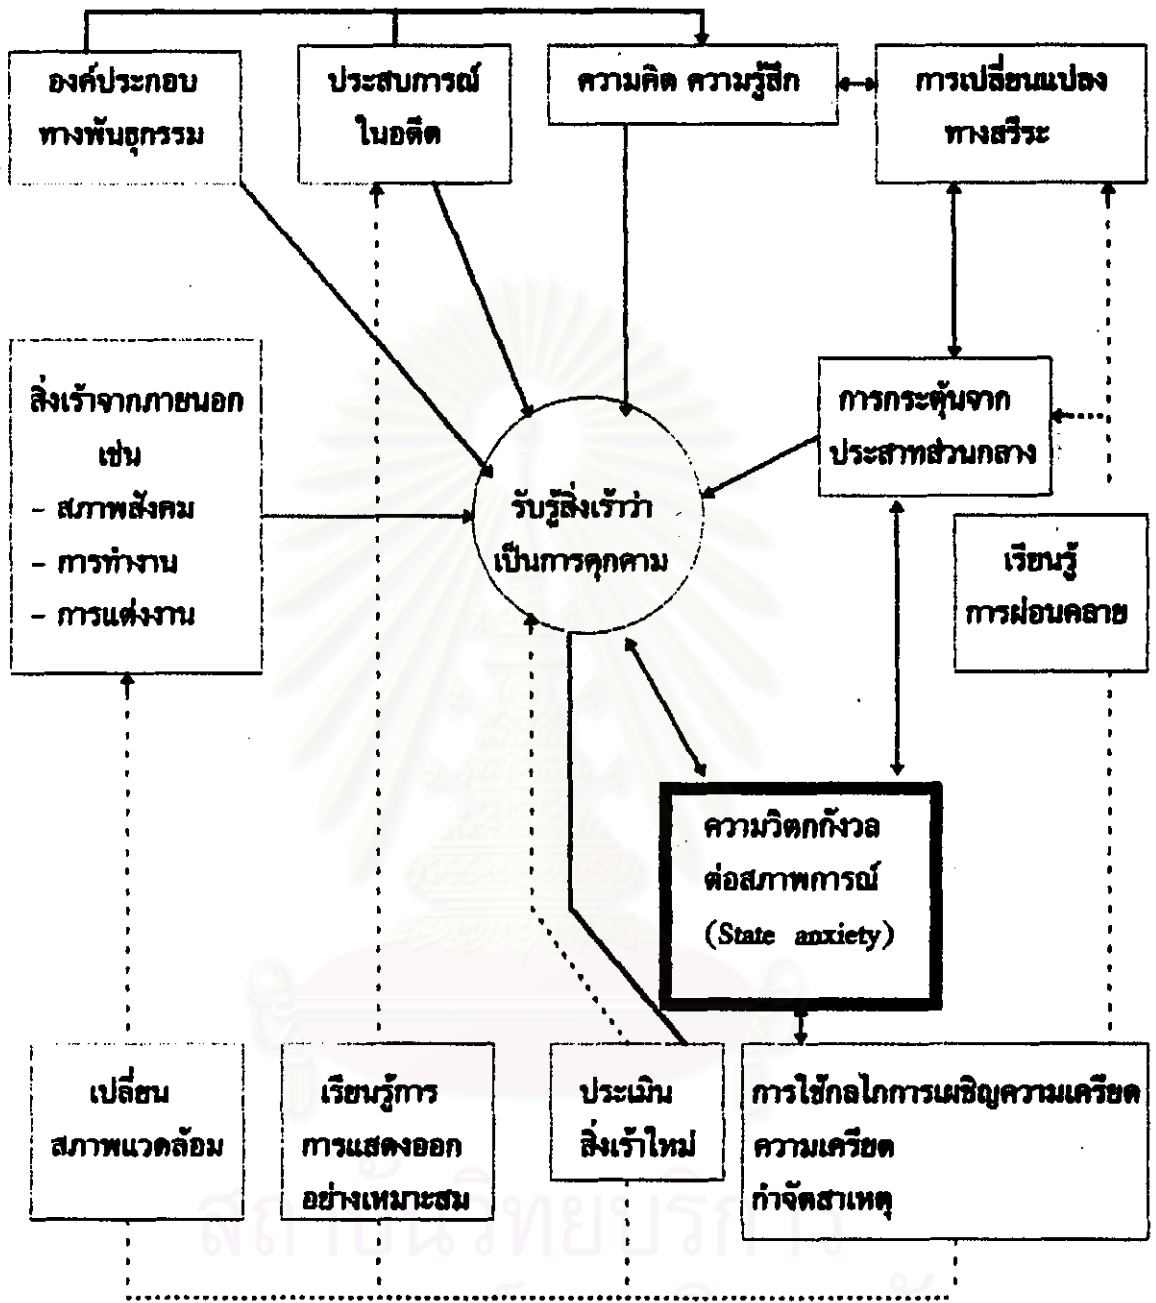 องค์ประกอบ
ทางพันธุกรรม
ประสบการณ์
ในอดีต
ความคิด ความรู้สึก
การเปลี่ยนแปลง
ทางสรีระ
สิ่งเร้าจากภายนอก
เช่น
- สภาพสังคม
- การทำงาน
- การแต่งงาน
รับรู้สิ่งเร้าว่า
เป็นการคุกคาม
การกระตุ้นจาก
ประสาทส่วนกลาง
เรียนรู้
การผ่อนคลาย
ความวิตกกังวล
ต่อสภาพการณ์
(State anxiety)
เปลี่ยน
สภาพแวดล้อม
เรียนรู้การ
การแสดงออก
อย่างเหมาะสม
ประเมิน
สิ่งเร้าใหม่
การใช้กลไกการเผชิญความเครียด
ความเครียด
กำจัดสาเหตุ
สถาบันวิทยบริการ